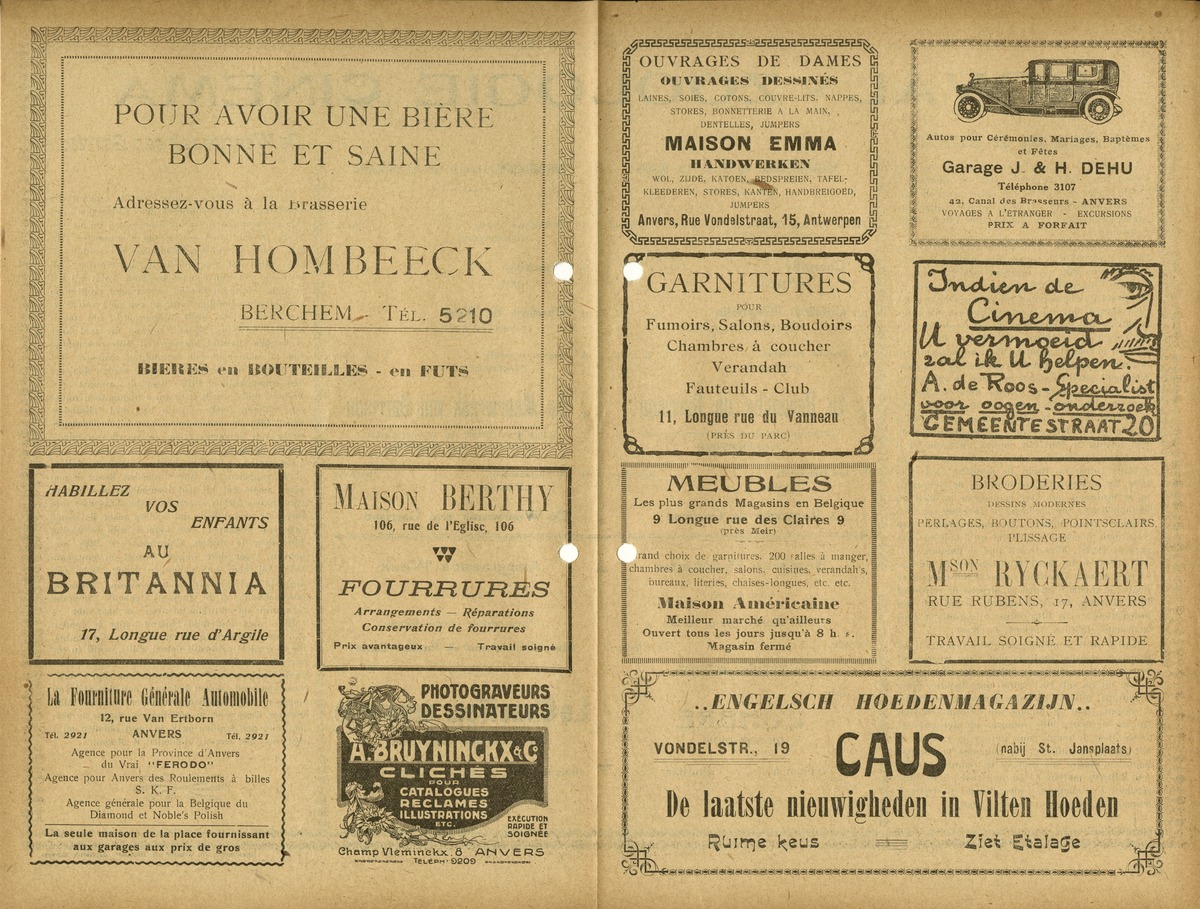 POUR AVOIR UNE BIÈRE
BONNE ET SAINE
Adressez-vous à la Brasserie
VAN HOMBEECK
BERCHEM - TÉL. 5210
BIERES en BOUTEILLES - en FUTS
HABILLEZ
VOS
ENFANTS
AU
BRITANNIA
17, Longue rue d'Argile
MAISON BERTHY
106, rue de l'Eglise, 106
FOURRURES
Arrangements — Réparations
Conservation de fourrures
Prix avantageux — Travail soigné
La Fourniture Générale Automobile
12, rue Van Ertborn
Tél. 2921 ANVERS Tél. 2921
Agence pour la Province d'Anvers
du Vrai "FERODO"
Agence pour Anvers des Roulements à billes
S. K. F.
Agence générale pour la Belgique du
Diamond et Noble's Polish
La seule maison de la place fournissant
aux garages aux prix de gros
PHOTOGRAVEURS
DESSINATEURS
A. BRUYNINCKX & Co
CLICHÉS
POUR
CATALOGUES
RECLAMES
ILLUSTRATIONS
ETC.
EXÉCUTION
RAPIDE ET
SOIGNÉE
Champ Vleminckx. 8 ANVERS
TELÉPH: 9209
OUVRAGES DE DAMES
OUVRAGES DESSINÉS
LAINES, SOIES, COTONS, COUVRE-LITS, NAPPES,
STORES, BONNETTERIE A LA MAIN,
DENTELLES, JUMPERS
MAISON EMMA
HANDWERKEN
WOL, ZIJDE, KATOEN, BEDSPREIEN, TAFEL-
KLEEDEREN, STORES, KANTEN, HANDBREIGOED,
JUMPERS
Anvers, Rue Vondelstraat, 15, Antwerpen
Autos pour Cérémonies, Mariages, Baptèmes
et Fêtes
Garage J. & H. DEHU
Téléphone 3107
42, Canal des Brasseurs - ANVERS
VOYAGES A L'ÉTRANGER - EXCURSIONS
PRIX A FORFAIT
GARNITURES
POUR
Fumoirs, Salons, Boudoirs
Chambres à coucher
Verandah
Fauteuils - Club
11, Longue rue du Vanneau
(PRÈS DU PARC)
Indien de
Cinema
U vermoeid
zal ik U helpen.
A. de Roos - Specialist
voor oogen - onderzoek
GEMEENTESTRAAT 20
MEUBLES
Les plus grands Magasins en Belgique
9 Longue rue des Claires 9
(près Meir)
rand choix de garnitures. 200 salles à manger,
chambres à coucher, salons, cuisines, verandah's,
bureaux, literies, chaises-longues, etc. etc.
Maison Américaine
Meilleur marché qu'ailleurs
Ouvert tous les jours jusqu'à 8 h. s.
Magasin fermé
BRODERIES
DESSINS MODERNES
PERLAGES, BOUTONS, POINTSCLAIRS,
PLISSAGE
MSON RYCKAERT
RUE RUBENS, 17, ANVERS
TRAVAIL SOIGNÉ ET RAPIDE
..ENGELSCH HOEDENMAGAZIJN..
VONDELSTR., 19 CAUS (nabij St. Jansplaats)
De laatste nieuwigheden in Vilten Hoeden
Ruime keus Ziet Etalage